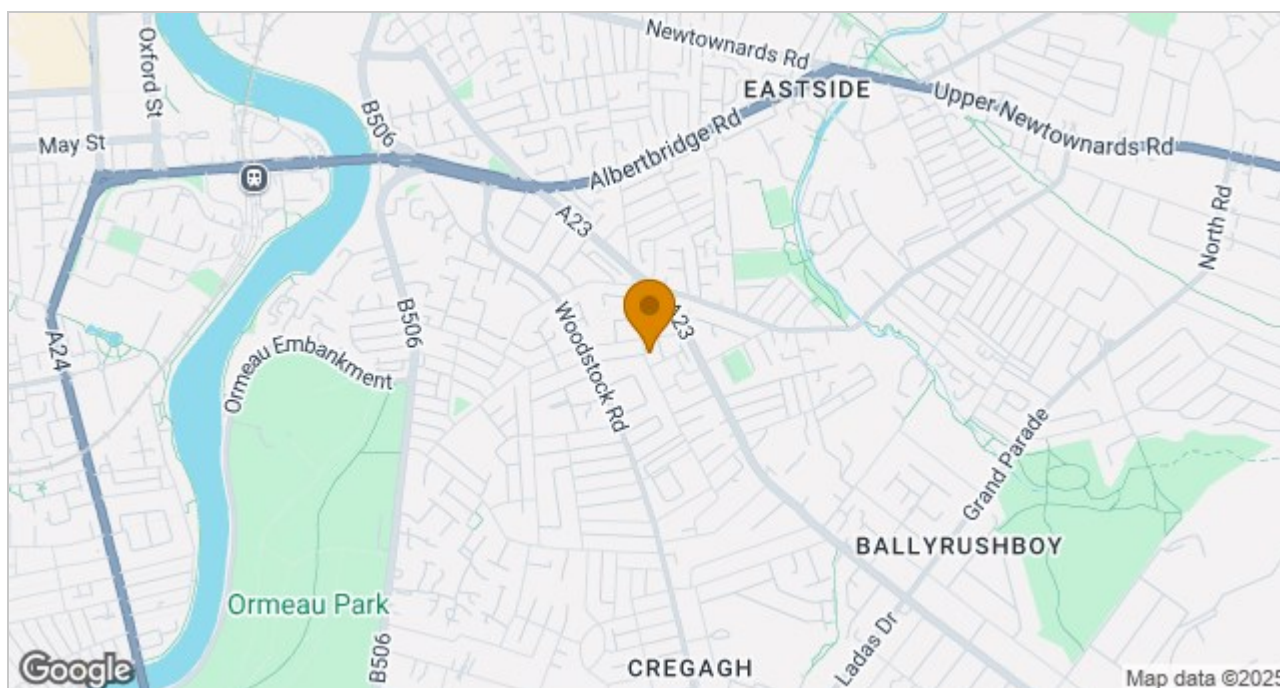 Oxford St
May St
B506
Newtownards Rd
EASTSIDE
Upper Newtownards Rd
Albertbridge Rd
A23
North Rd
A24
Ormeau Embankment
B506
Woodstock Rd
A23
Grand Parade
BALLYRUSHBOY
Ormeau Park
B506
CREGAGH
Ladas Dr
Google
Map data ©2025